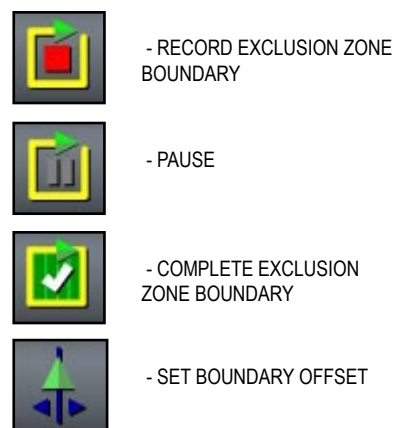 - RECORD EXCLUSION ZONE
BOUNDARY
- PAUSE
- COMPLETE EXCLUSION
ZONE BOUNDARY
- SET BOUNDARY OFFSET